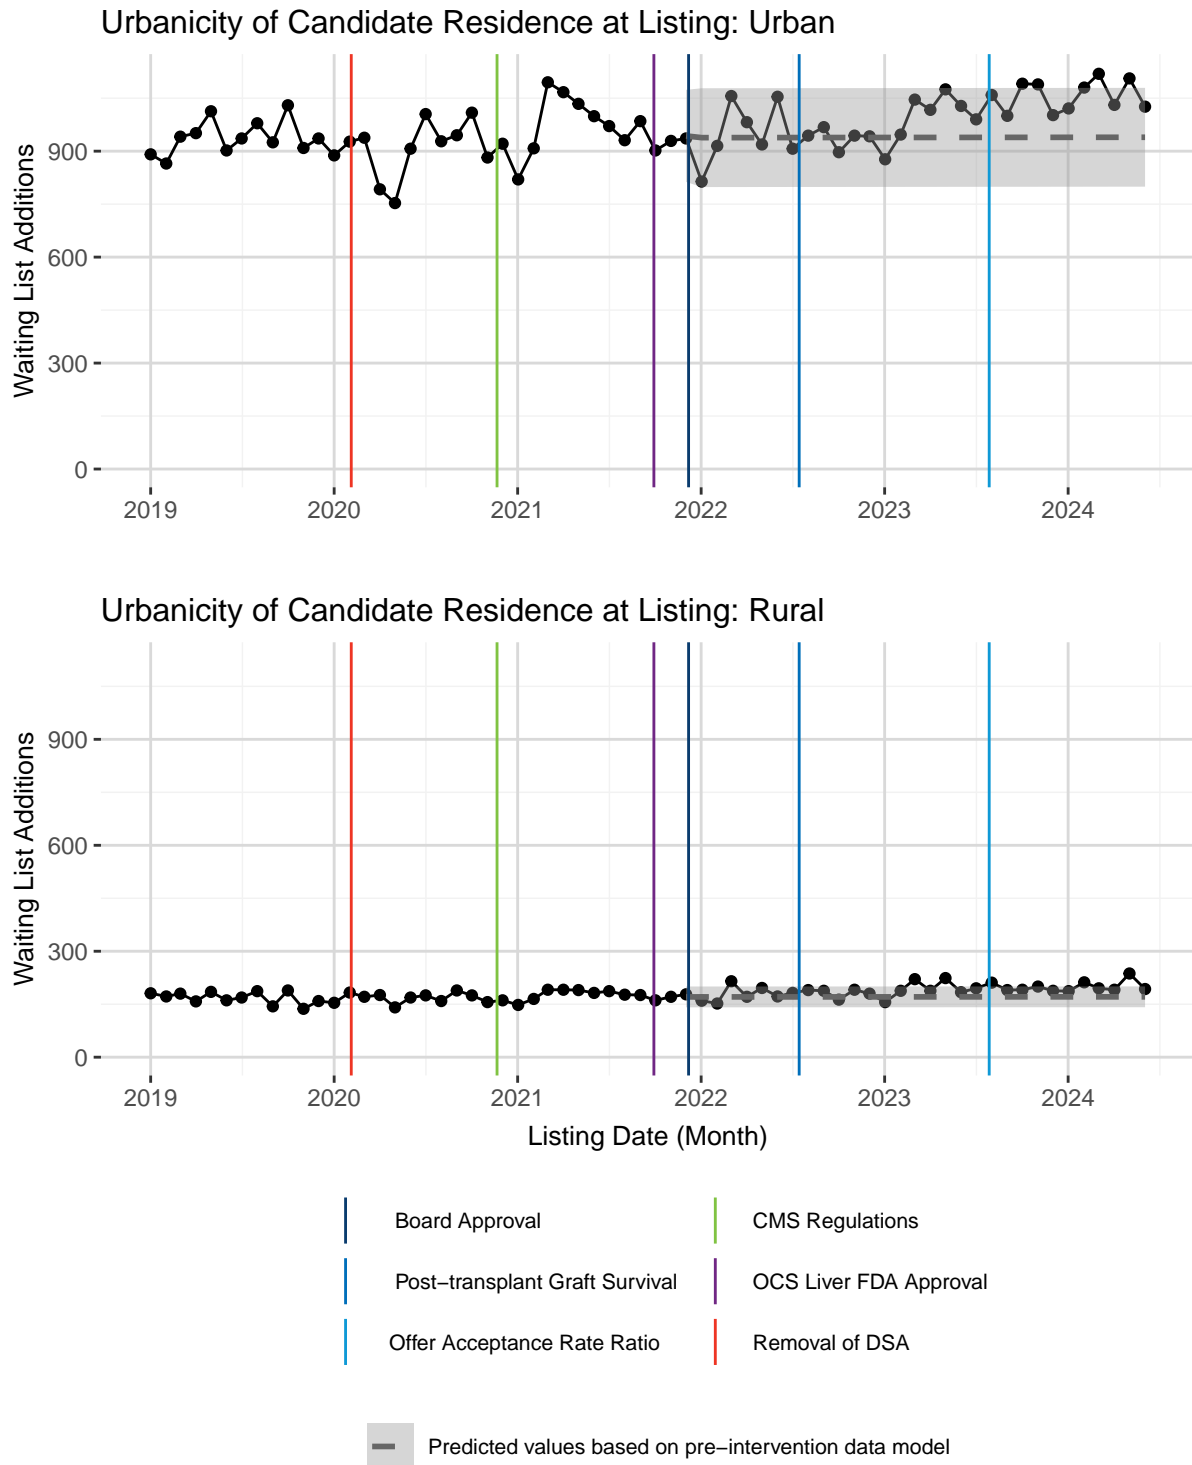 Urbanicity of Candidate Residence at Listing: Urban
Waiting List Additions
900
600
300
0
2019 2020 2021 2022 2023 2024
Urbanicity of Candidate Residence at Listing: Rural
Waiting List Additions
900
600
300
0
2019 2020 2021 2022 2023 2024
Listing Date (Month)
Board Approval CMS Regulations
Post−transplant Graft Survival OCS Liver FDA Approval
Offer Acceptance Rate Ratio Removal of DSA
Predicted values based on pre−intervention data model